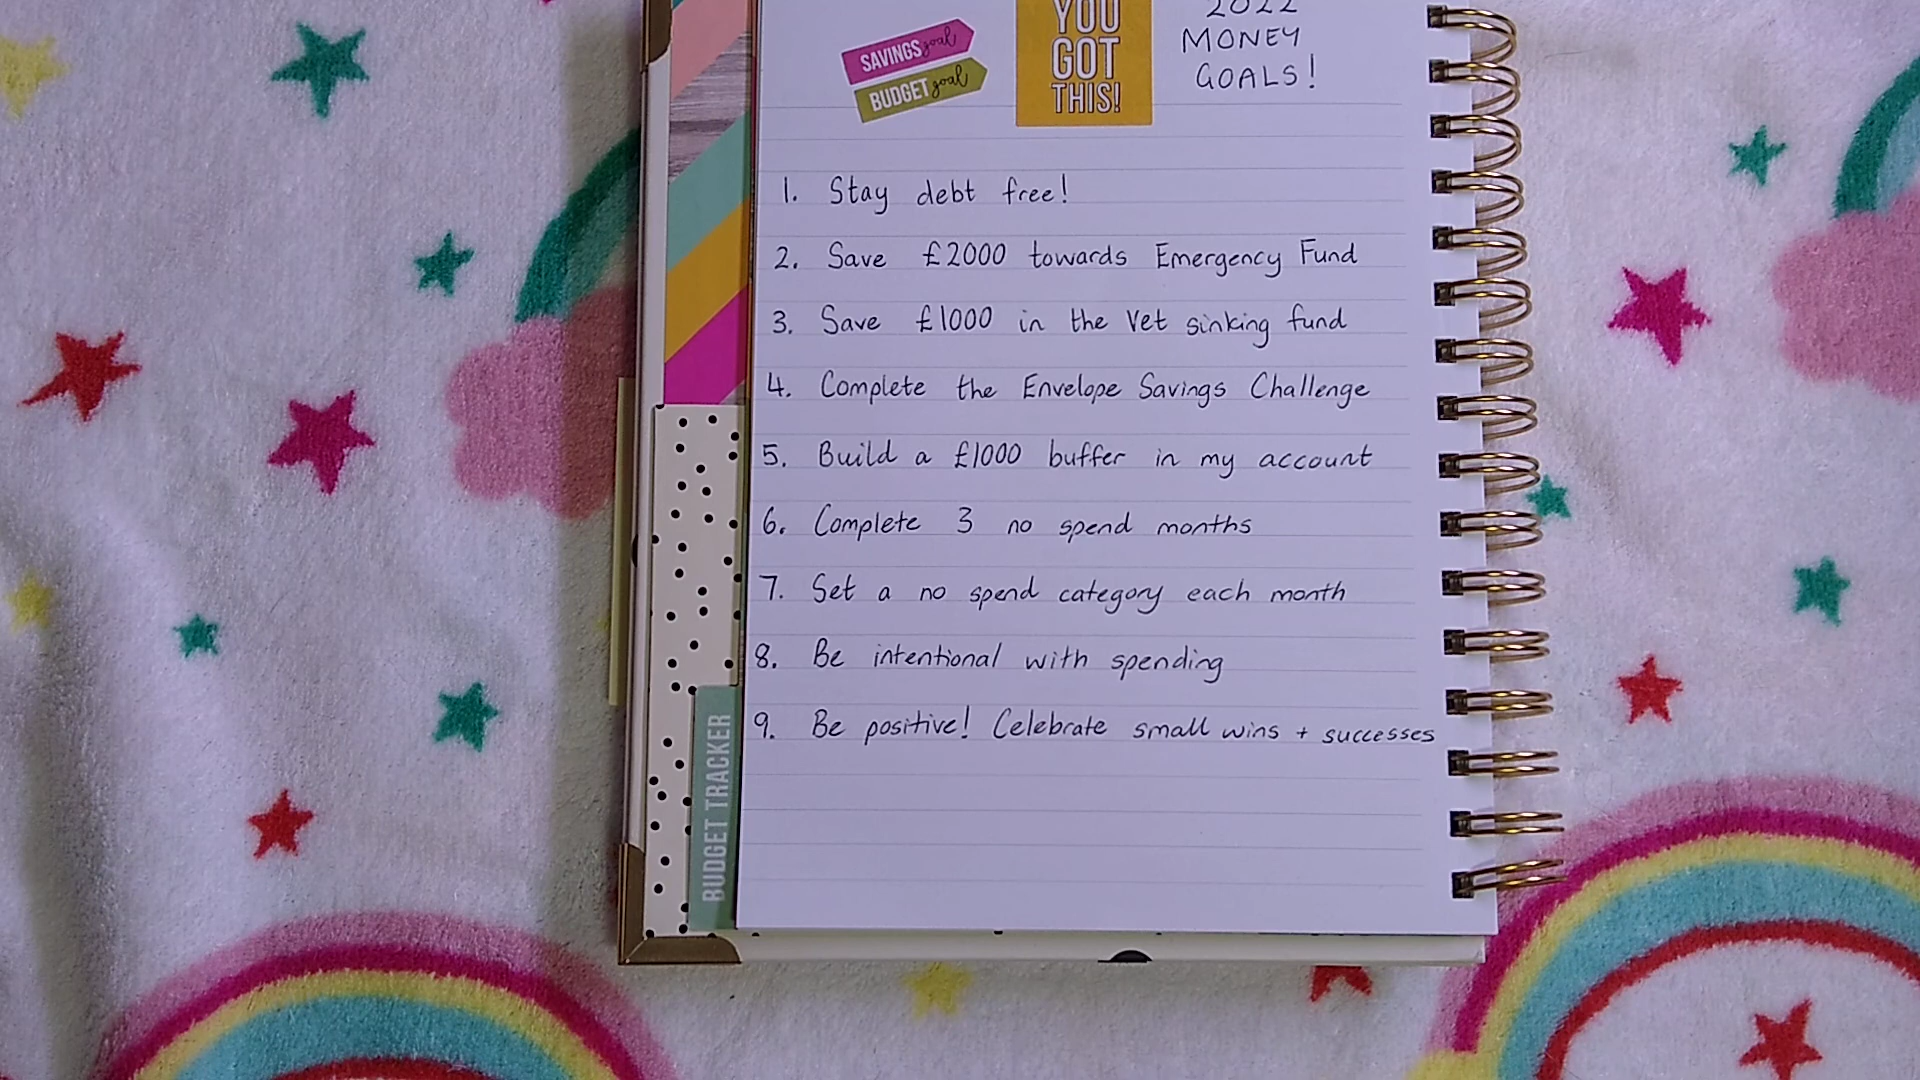 SAVINGS goal
BUDGET goal
YOU
GOT
THIS!
2022
MONEY
GOALS!
1. Stay debt free!
2. Save £2000 towards Emergency Fund
3. Save £1000 in the Vet sinking fund
4. Complete the Envelope Savings Challenge
5. Build a £1000 buffer in my account
6. Complete 3 no spend months
7. Set a no spend category each month
8. Be intentional with spending
9. Be positive! Celebrate small wins + successes
BUDGET TRACKER